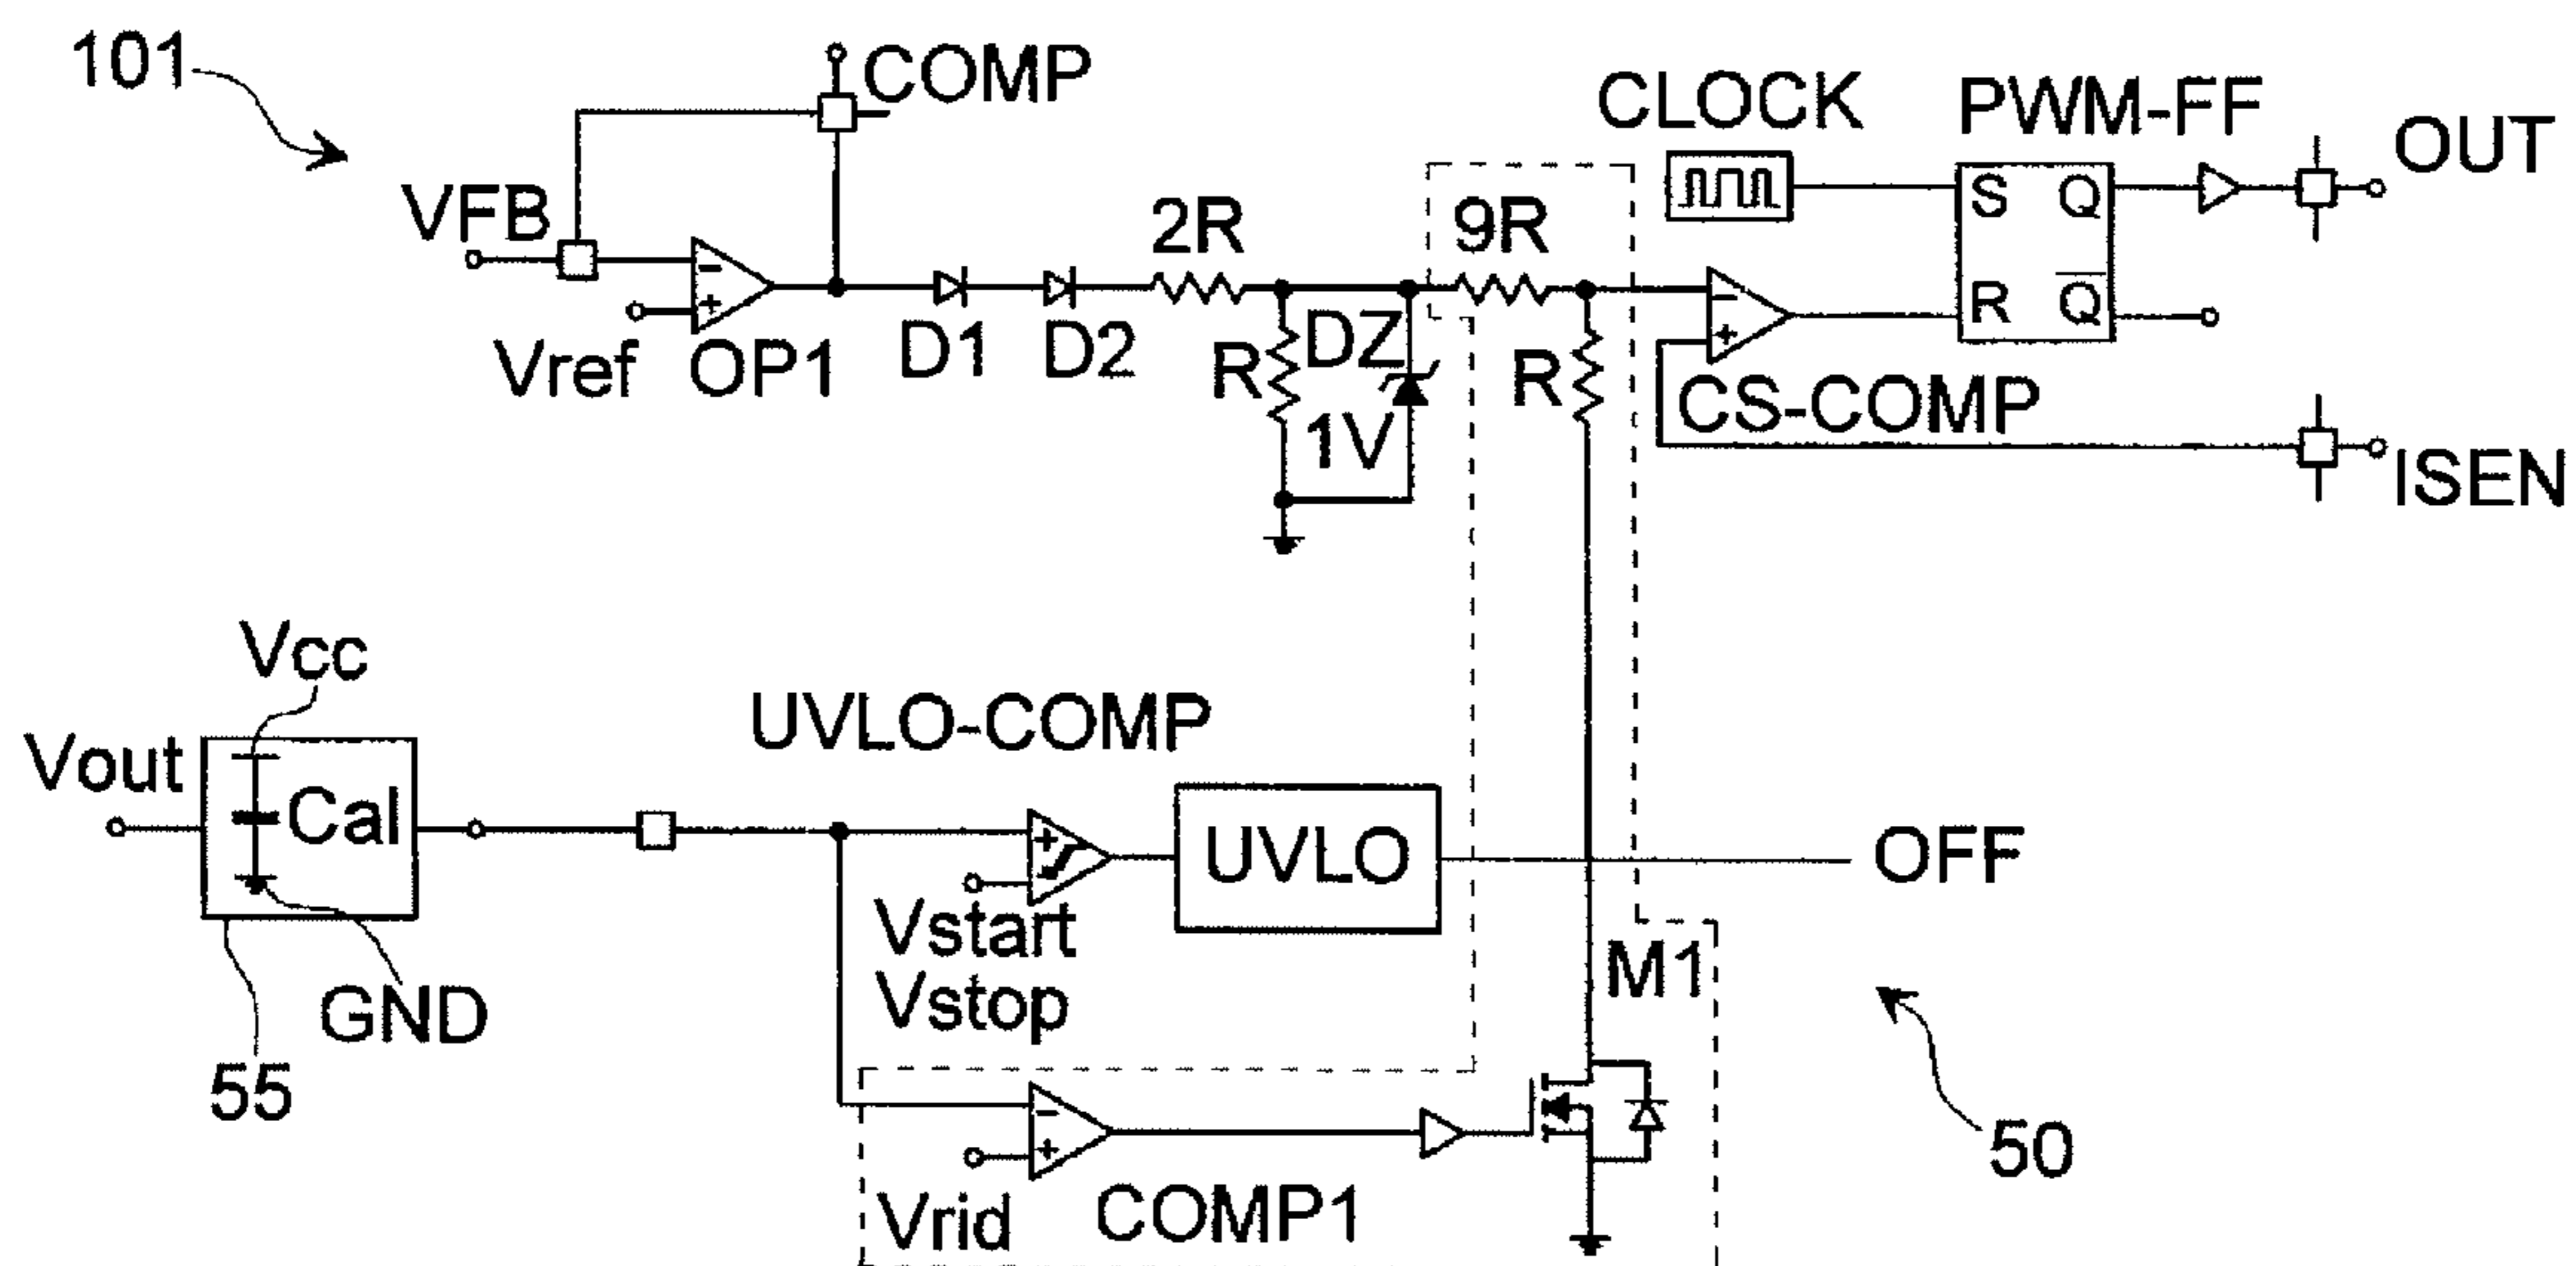 101
COMP
CLOCK
PWM-FF
OUT
VFB
2R
9R
S
Q
− 
+
Vref
OP1
D1
D2
R
DZ
1V
R
−
+
CS-COMP
R
Q
ISEN
Vcc
Vout
Cal
UVLO-COMP
+
UVLO
OFF
Vstart
Vstop
GND
55
M1
50
−
+
Vrid
COMP1